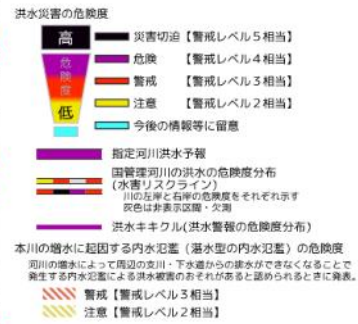 洪水災害の危険度
高
危険度
低
災害切迫【警戒レベル5相当】
危険　【警戒レベル4相当】
警戒　【警戒レベル3相当】
注意　【警戒レベル2相当】
今後の情報等に留意
指定河川洪水予報
国管理河川の洪水の危険度分布
(水害リスクライン)
川の左岸と右岸の危険度をそれぞれ示す
灰色は非表示区間・欠測
洪水キキクル(洪水警報の危険度分布)
本川の増水に起因する内水氾濫（湛水型の内水氾濫）の危険度
河川の増水によって周辺の支川・下水道からの排水ができなくなることで
発生する内水氾濫による洪水被害のおそれがあると認められるときに発表。
警戒【警戒レベル3相当】
注意【警戒レベル2相当】